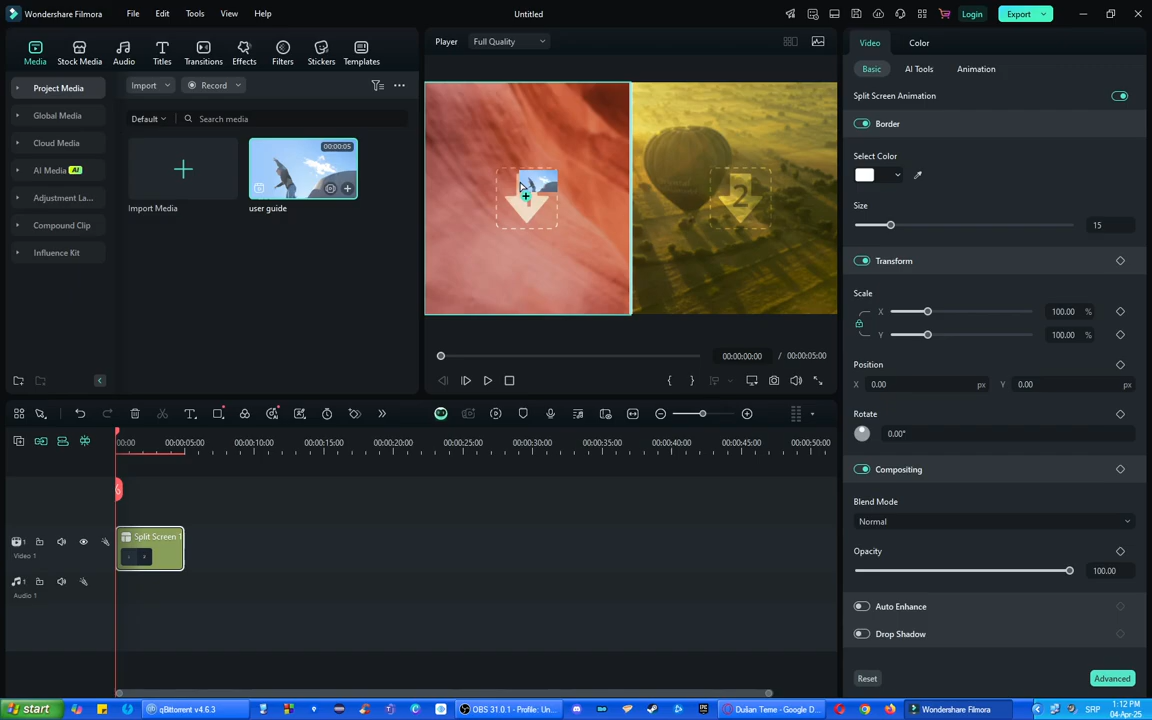 Wondershare Filmora
File
Edit
Tools
View
Help
Untitled
Login
Export
Media
Stock Media
Audio
Titles
Transitions
Effects
Filters
Stickers
Templates
Player
Full Quality
Video
Color
Project Media
Global Media
Cloud Media
AI Media AI
Adjustment La...
Compound Clip
Influence Kit
Import
Record
Default
Search media
00:00:05
Import Media
user guide
2
00:00:00:00
/ 00:00:05:00
Basic
AI Tools
Animation
Split Screen Animation
Border
Select Color
Size
15
Transform
Scale
X
100.00
%
Y
100.00
%
Position
X 0.00 px
Y 0.00 px
Rotate
0.00°
Compositing
Blend Mode
Normal
Opacity
100.00
Auto Enhance
Drop Shadow
Reset
Advanced
00:00
00:00:05:00
00:00:10:00
00:00:15:00
00:00:20:00
00:00:25:00
00:00:30:00
00:00:35:00
00:00:40:00
00:00:45:00
00:00:50:00
Split Screen 1
1
Video 1
1
Audio 1
start
qBittorrent v4.6.3
OBS 31.0.1 - Profile: Un...
Dušan Teme - Google D...
Wondershare Filmora
SRP
1:12 PM
04-Apr-25